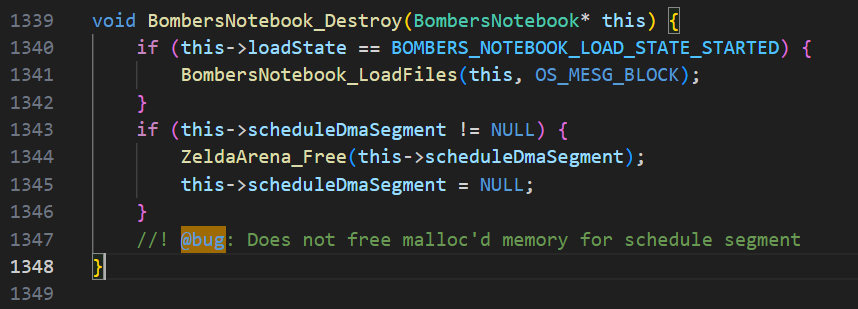 1339 void BombersNotebook_Destroy(BombersNotebook* this) {
1340     if (this->loadState == BOMBERS_NOTEBOOK_LOAD_STATE_STARTED) {
1341         BombersNotebook_LoadFiles(this, OS_MESG_BLOCK);
1342     }
1343     if (this->scheduleDmaSegment != NULL) {
1344         ZeldaArena_Free(this->scheduleDmaSegment);
1345         this->scheduleDmaSegment = NULL;
1346     }
1347     //! @bug: Does not free malloc'd memory for schedule segment
1348 }
1349